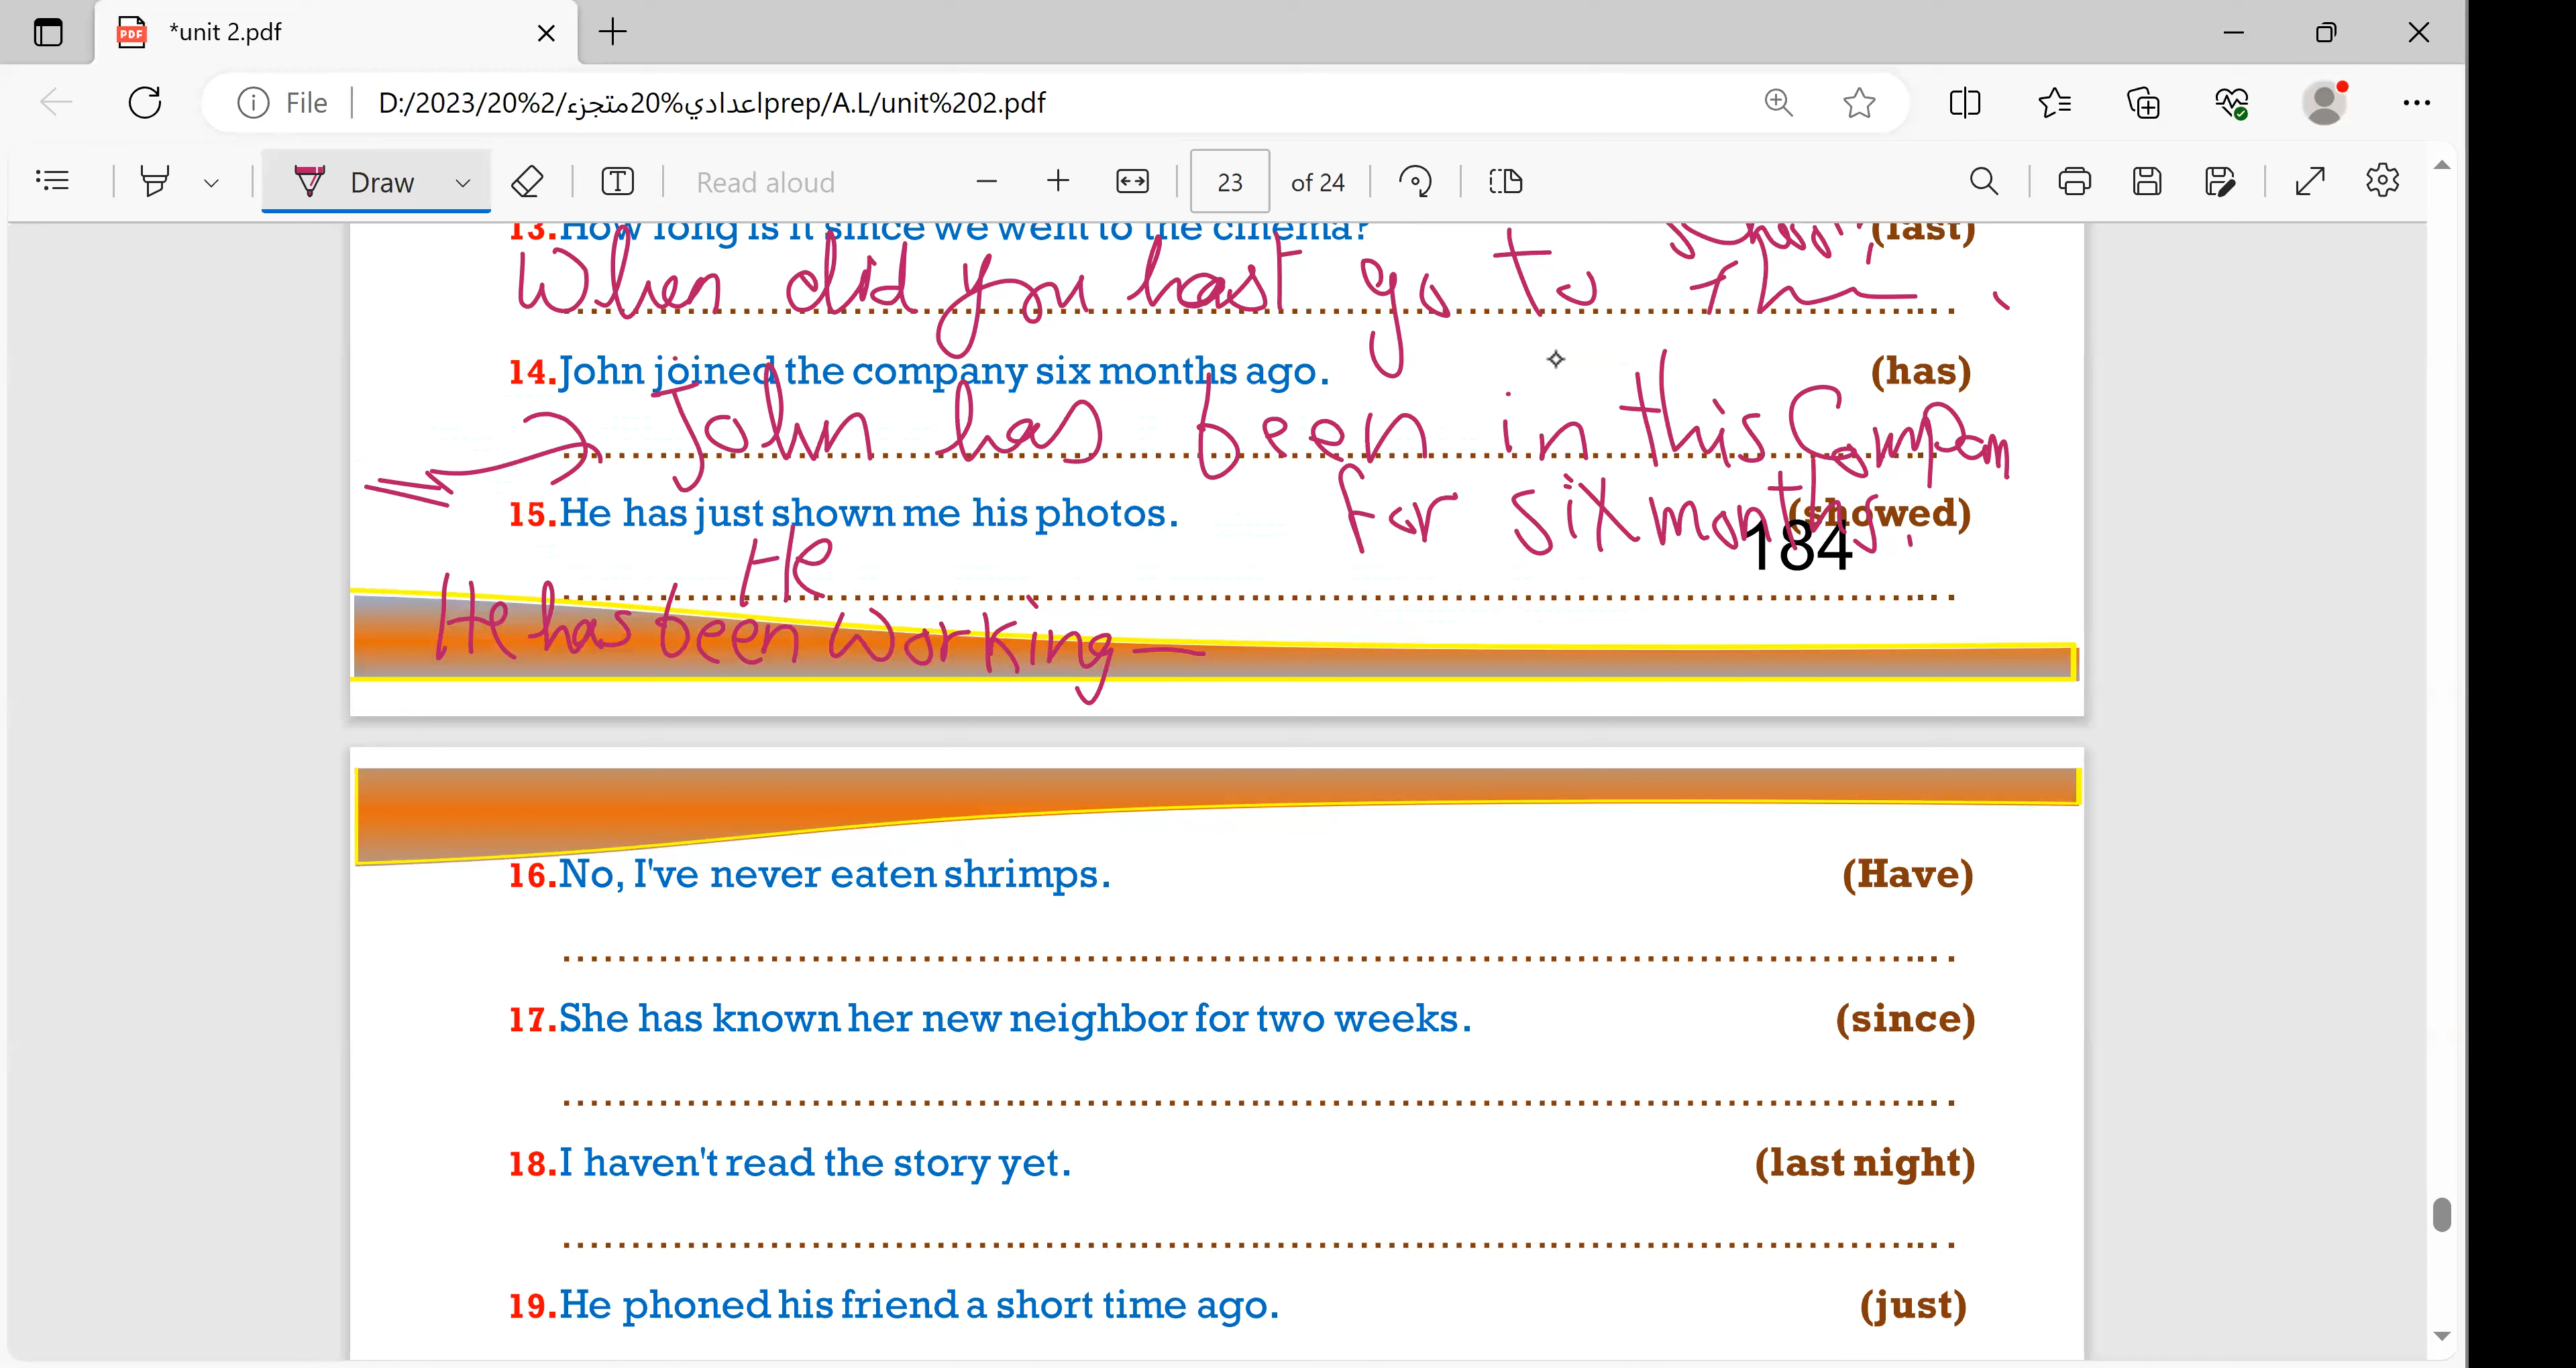 *unit 2.pdf
File D:/2023/20%2/اعدادي%20متجزء/prep/A.L/unit%202.pdf
Draw Read aloud 23 of 24
13.How long is it since we went to the cinema? (last)
When did you last go to the
14.John joined the company six months ago. (has)
John has been in this Compan
for six months.
15.He has just shown me his photos. (showed)
184
He
He has been working
16.No, I've never eaten shrimps. (Have)
17.She has known her new neighbor for two weeks. (since)
18.I haven't read the story yet. (last night)
19.He phoned his friend a short time ago. (just)